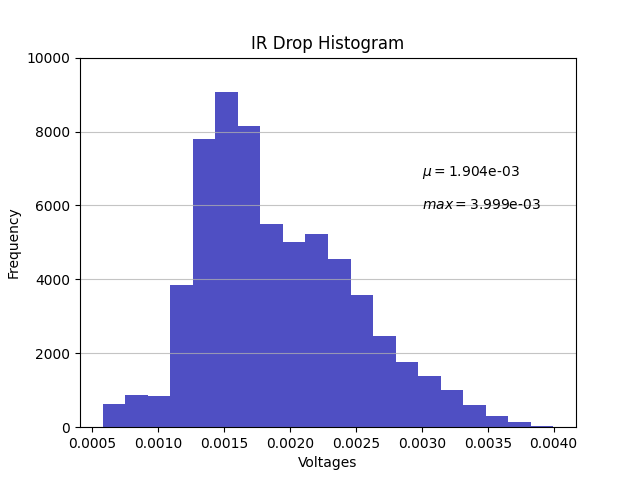 IR Drop Histogram
10000
8000
6000
4000
2000
0
Frequency
μ = 1.904e-03
max = 3.999e-03
0.0005 0.0010 0.0015 0.0020 0.0025 0.0030 0.0035 0.0040
Voltages